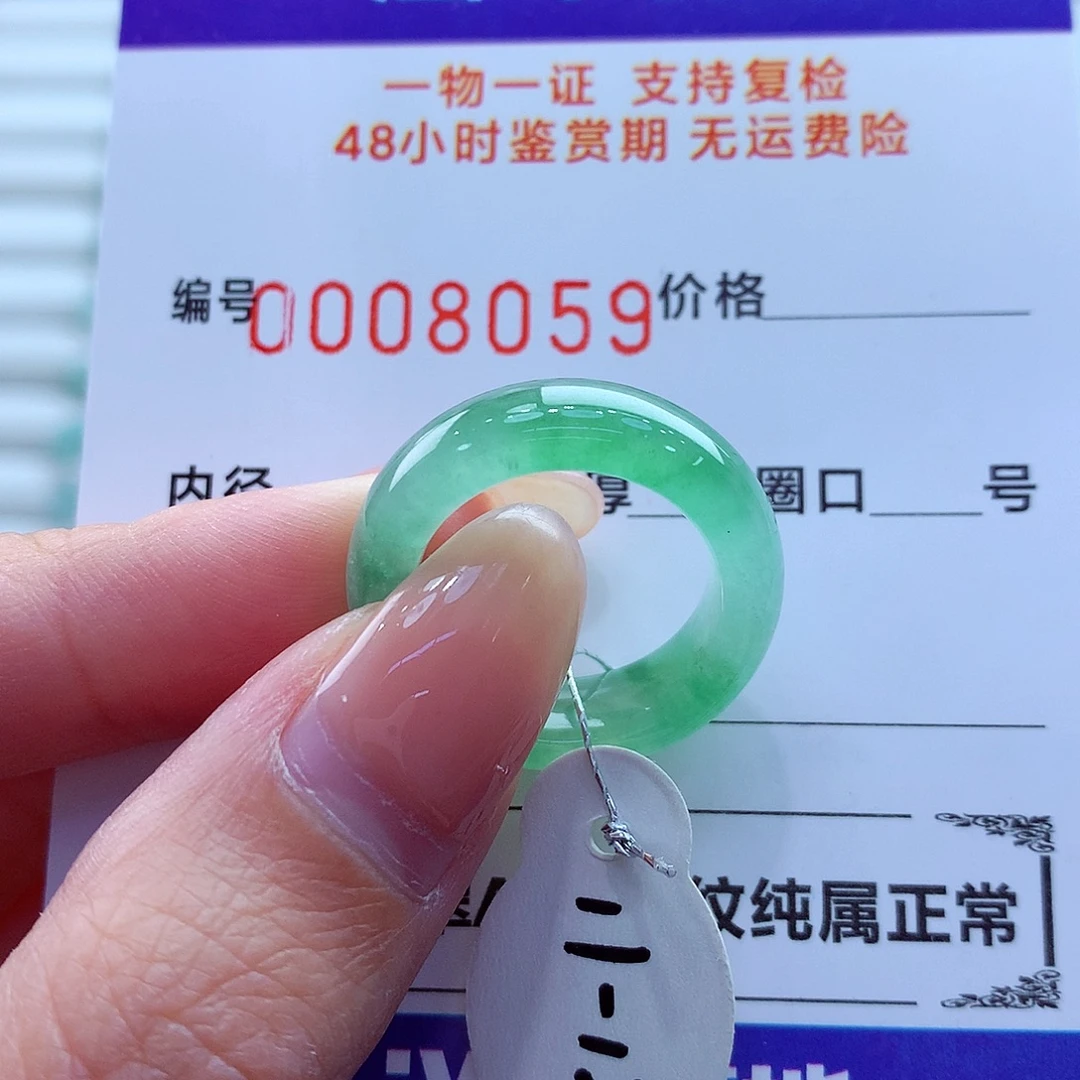 一物一证 支持复检
48小时鉴赏期 无运费险
编号0008059价格
内径 厚 圈口 号
纹纯属正常